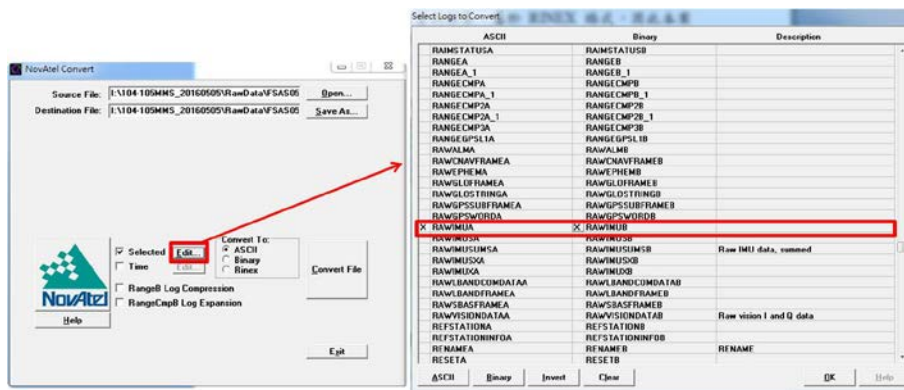 NovAtel Convert
Source File: I:\104-105MMS_20160505\RawData\FSAS05 Open...
Destination File: I:\104-105MMS_20160505\RawData\FSAS05 Save As...
NovAtel
Selected Edit...
Time Edit...
RangeB Log Compression
RangeCmpB Log Expansion
Convert To:
ASCII
Binary
Rinex
Convert File
Help
Exit
Select Logs to Convert
ASCII Binary Description
RAIMSTATUSA RAIMSTATUSB
RANGEA RANGEB
RANGEA_1 RANGEB_1
RANGECMPA RANGECMPB
RANGECMPA_1 RANGECMPB_1
RANGECMP2A RANGECMP2B
RANGECMP2A_1 RANGECMP2B_1
RANGECMP3A RANGECMP3B
RANGEGPSL1A RANGEGPSL1B
RAWALMA RAWALMB
RAWCNAVFRAMEA RAWCNAVFRAMEB
RAWEPHEMA RAWEPHEMB
RAWGLOFRAMEA RAWGLOFRAMEB
RAWGLOSTRINGA RAWGLOSTRINGB
RAWGPSSUBFRAMEA RAWGPSSUBFRAMEB
RAWGPSWORDA RAWGPSWORDB
X RAWIMUA X RAWIMUB
RAWIMUSA RAWIMUSB
RAWIMUSUMSA RAWIMUSUMSB Raw IMU data, summed
RAWIMUSXA RAWIMUSXB
RAWIMUXA RAWIMUXB
RAWLBANDCOMDATAA RAWLBANDCOMDATAB
RAWLBANDFRAMEA RAWLBANDFRAMEB
RAWSBASFRAMEA RAWSBASFRAMEB
RAWVISIONDATAA RAWVISIONDATAB Raw vision I and Q data
REFSTATIONA REFSTATIONB
REFSTATIONINFOA REFSTATIONINFOB
RENAMEA RENAMEB RENAME
RESETA RESETB
ASCII Binary Invert Clear OK Help